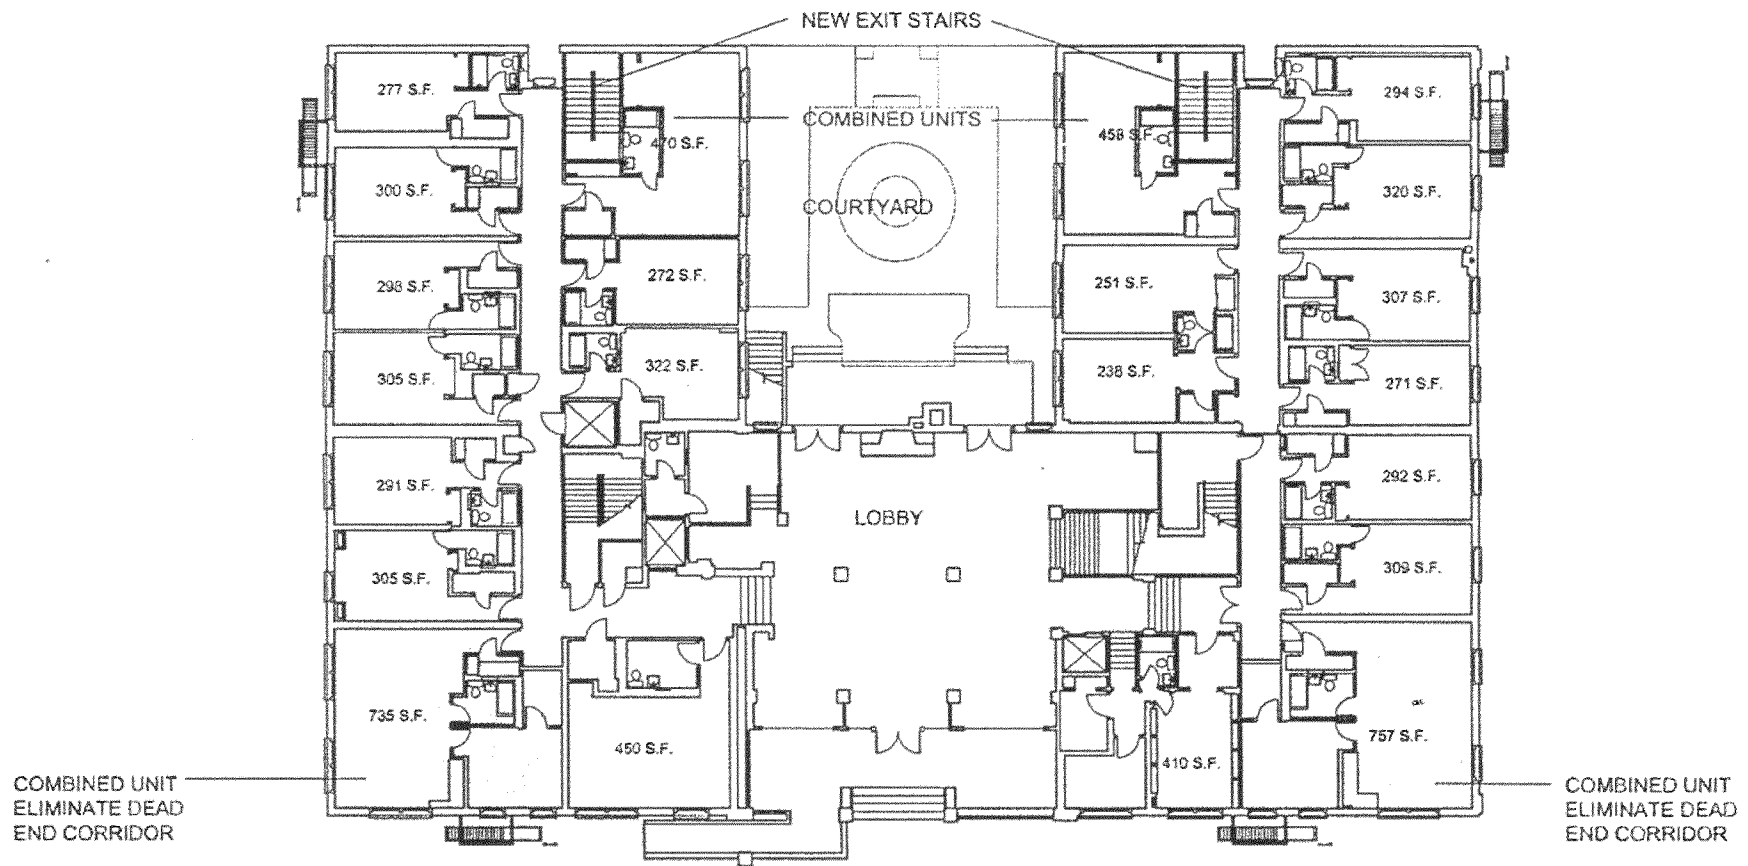 NEW EXIT STAIRS
277 S.F.
294 S.F.
COMBINED UNITS
470 S.F.
458 S.F.
300 S.F.
320 S.F.
COURTYARD
298 S.F.
272 S.F.
251 S.F.
307 S.F.
305 S.F.
322 S.F.
238 S.F.
271 S.F.
291 S.F.
292 S.F.
LOBBY
305 S.F.
309 S.F.
735 S.F.
450 S.F.
410 S.F.
757 S.F.
COMBINED UNIT
ELIMINATE DEAD
END CORRIDOR
COMBINED UNIT
ELIMINATE DEAD
END CORRIDOR